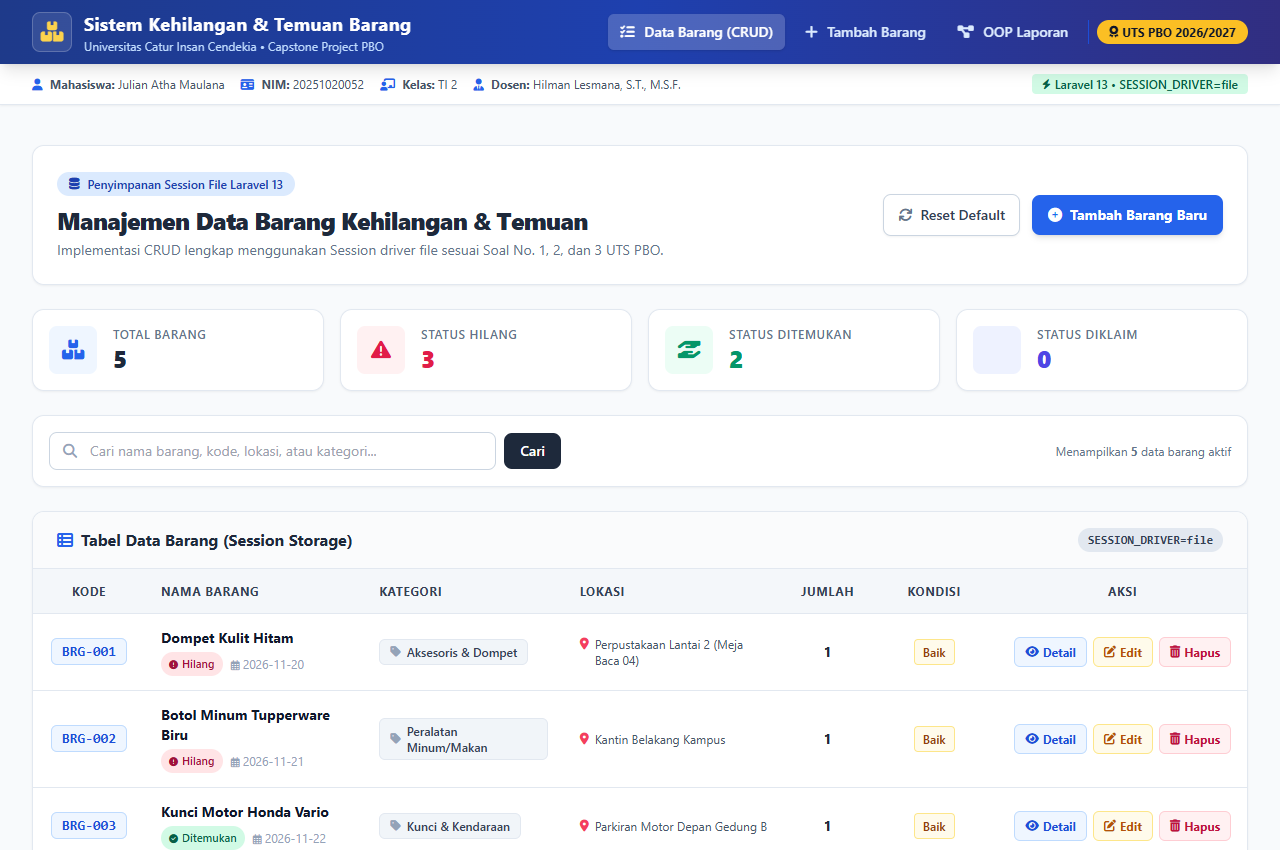 Sistem Kehilangan & Temuan Barang
Universitas Catur Insan Cendekia • Capstone Project PBO
Data Barang (CRUD)
Tambah Barang
OOP Laporan
UTS PBO 2026/2027
Mahasiswa: Julian Atha Maulana
NIM: 20251020052
Kelas: TI 2
Dosen: Hilman Lesmana, S.T., M.S.F.
Laravel 13 • SESSION_DRIVER=file
Penyimpanan Session File Laravel 13
Manajemen Data Barang Kehilangan & Temuan
Implementasi CRUD lengkap menggunakan Session driver file sesuai Soal No. 1, 2, dan 3 UTS PBO.
Reset Default
Tambah Barang Baru
TOTAL BARANG
5
STATUS HILANG
3
STATUS DITEMUKAN
2
STATUS DIKLAIM
0
Cari nama barang, kode, lokasi, atau kategori...
Cari
Menampilkan 5 data barang aktif
Tabel Data Barang (Session Storage)
SESSION_DRIVER=file
KODE NAMA BARANG KATEGORI LOKASI JUMLAH KONDISI AKSI
BRG-001
Dompet Kulit Hitam
Hilang 2026-11-20
Aksesoris & Dompet
Perpustakaan Lantai 2 (Meja
Baca 04)
1
Baik
Detail Edit Hapus
BRG-002
Botol Minum Tupperware
Biru
Hilang 2026-11-21
Peralatan
Minum/Makan
Kantin Belakang Kampus
1
Baik
Detail Edit Hapus
BRG-003
Kunci Motor Honda Vario
Ditemukan 2026-11-22
Kunci & Kendaraan
Parkiran Motor Depan Gedung B
1
Baik
Detail Edit Hapus